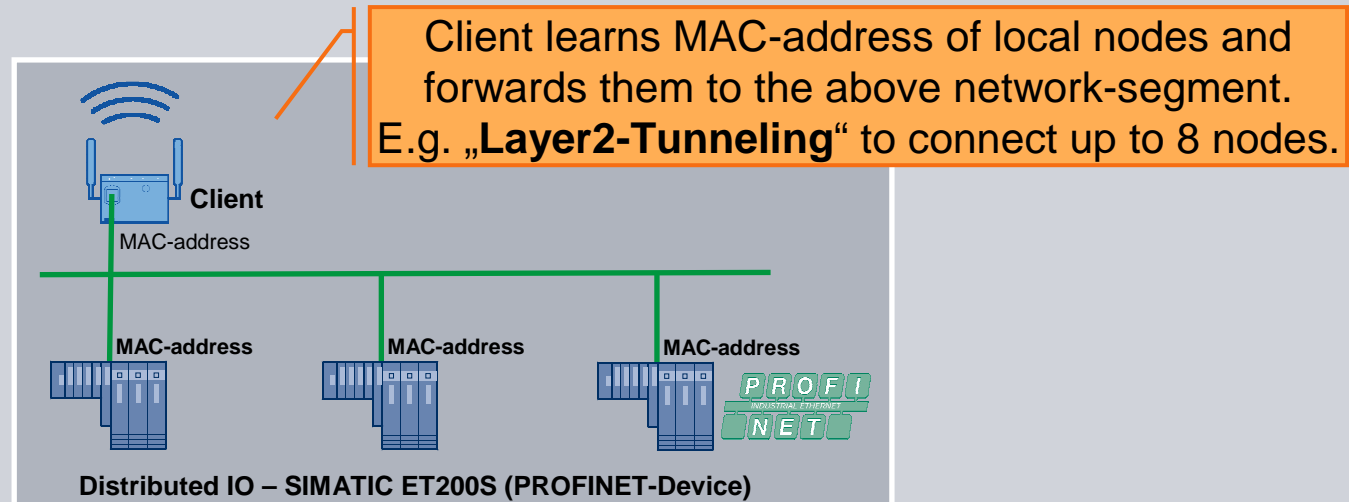 Client learns MAC-address of local nodes and
forwards them to the above network-segment.
E.g. „Layer2-Tunneling“ to connect up to 8 nodes.
Client
MAC-address
MAC-address MAC-address MAC-address
PROFI
INDUSTRIAL ETHERNET
NET
Distributed IO – SIMATIC ET200S (PROFINET-Device)